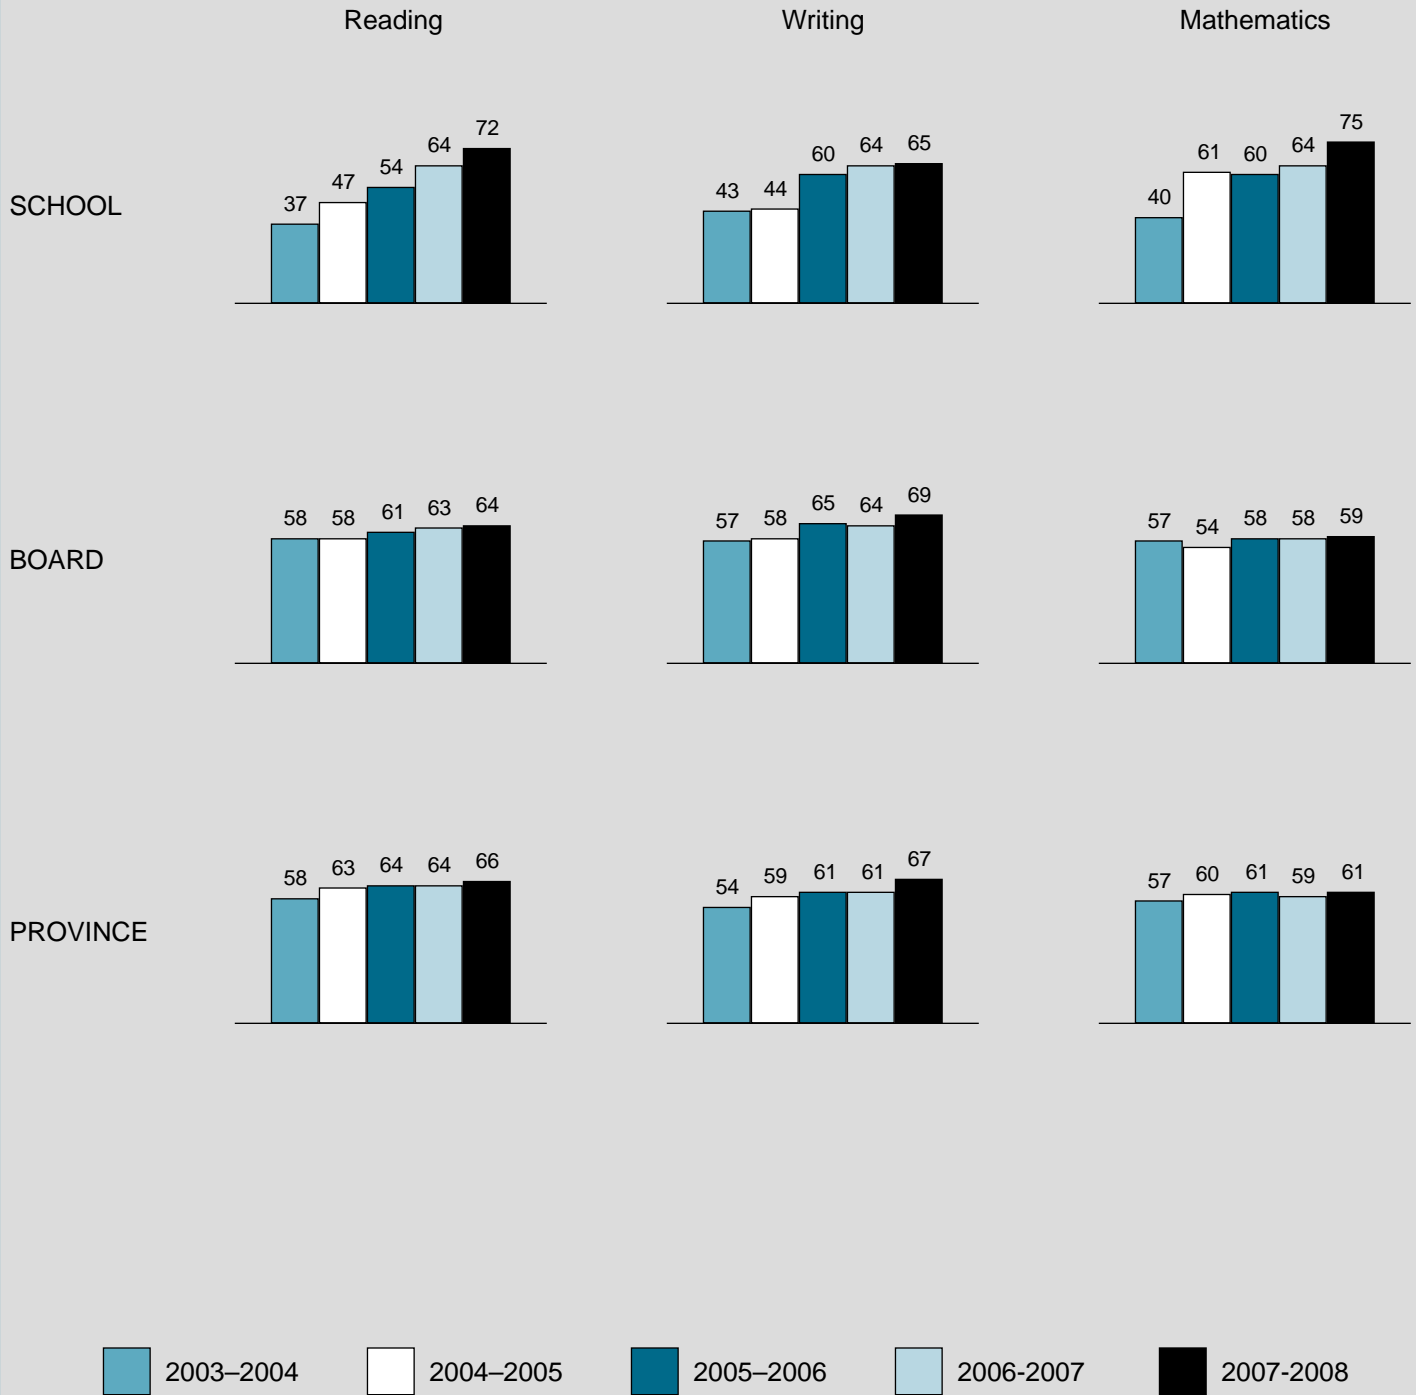 Reading Writing Mathematics
SCHOOL
37 47 54 64 72
43 44 60 64 65
40 61 60 64 75
BOARD
58 58 61 63 64
57 58 65 64 69
57 54 58 58 59
PROVINCE
58 63 64 64 66
54 59 61 61 67
57 60 61 59 61
2003–2004 2004–2005 2005–2006 2006-2007 2007-2008